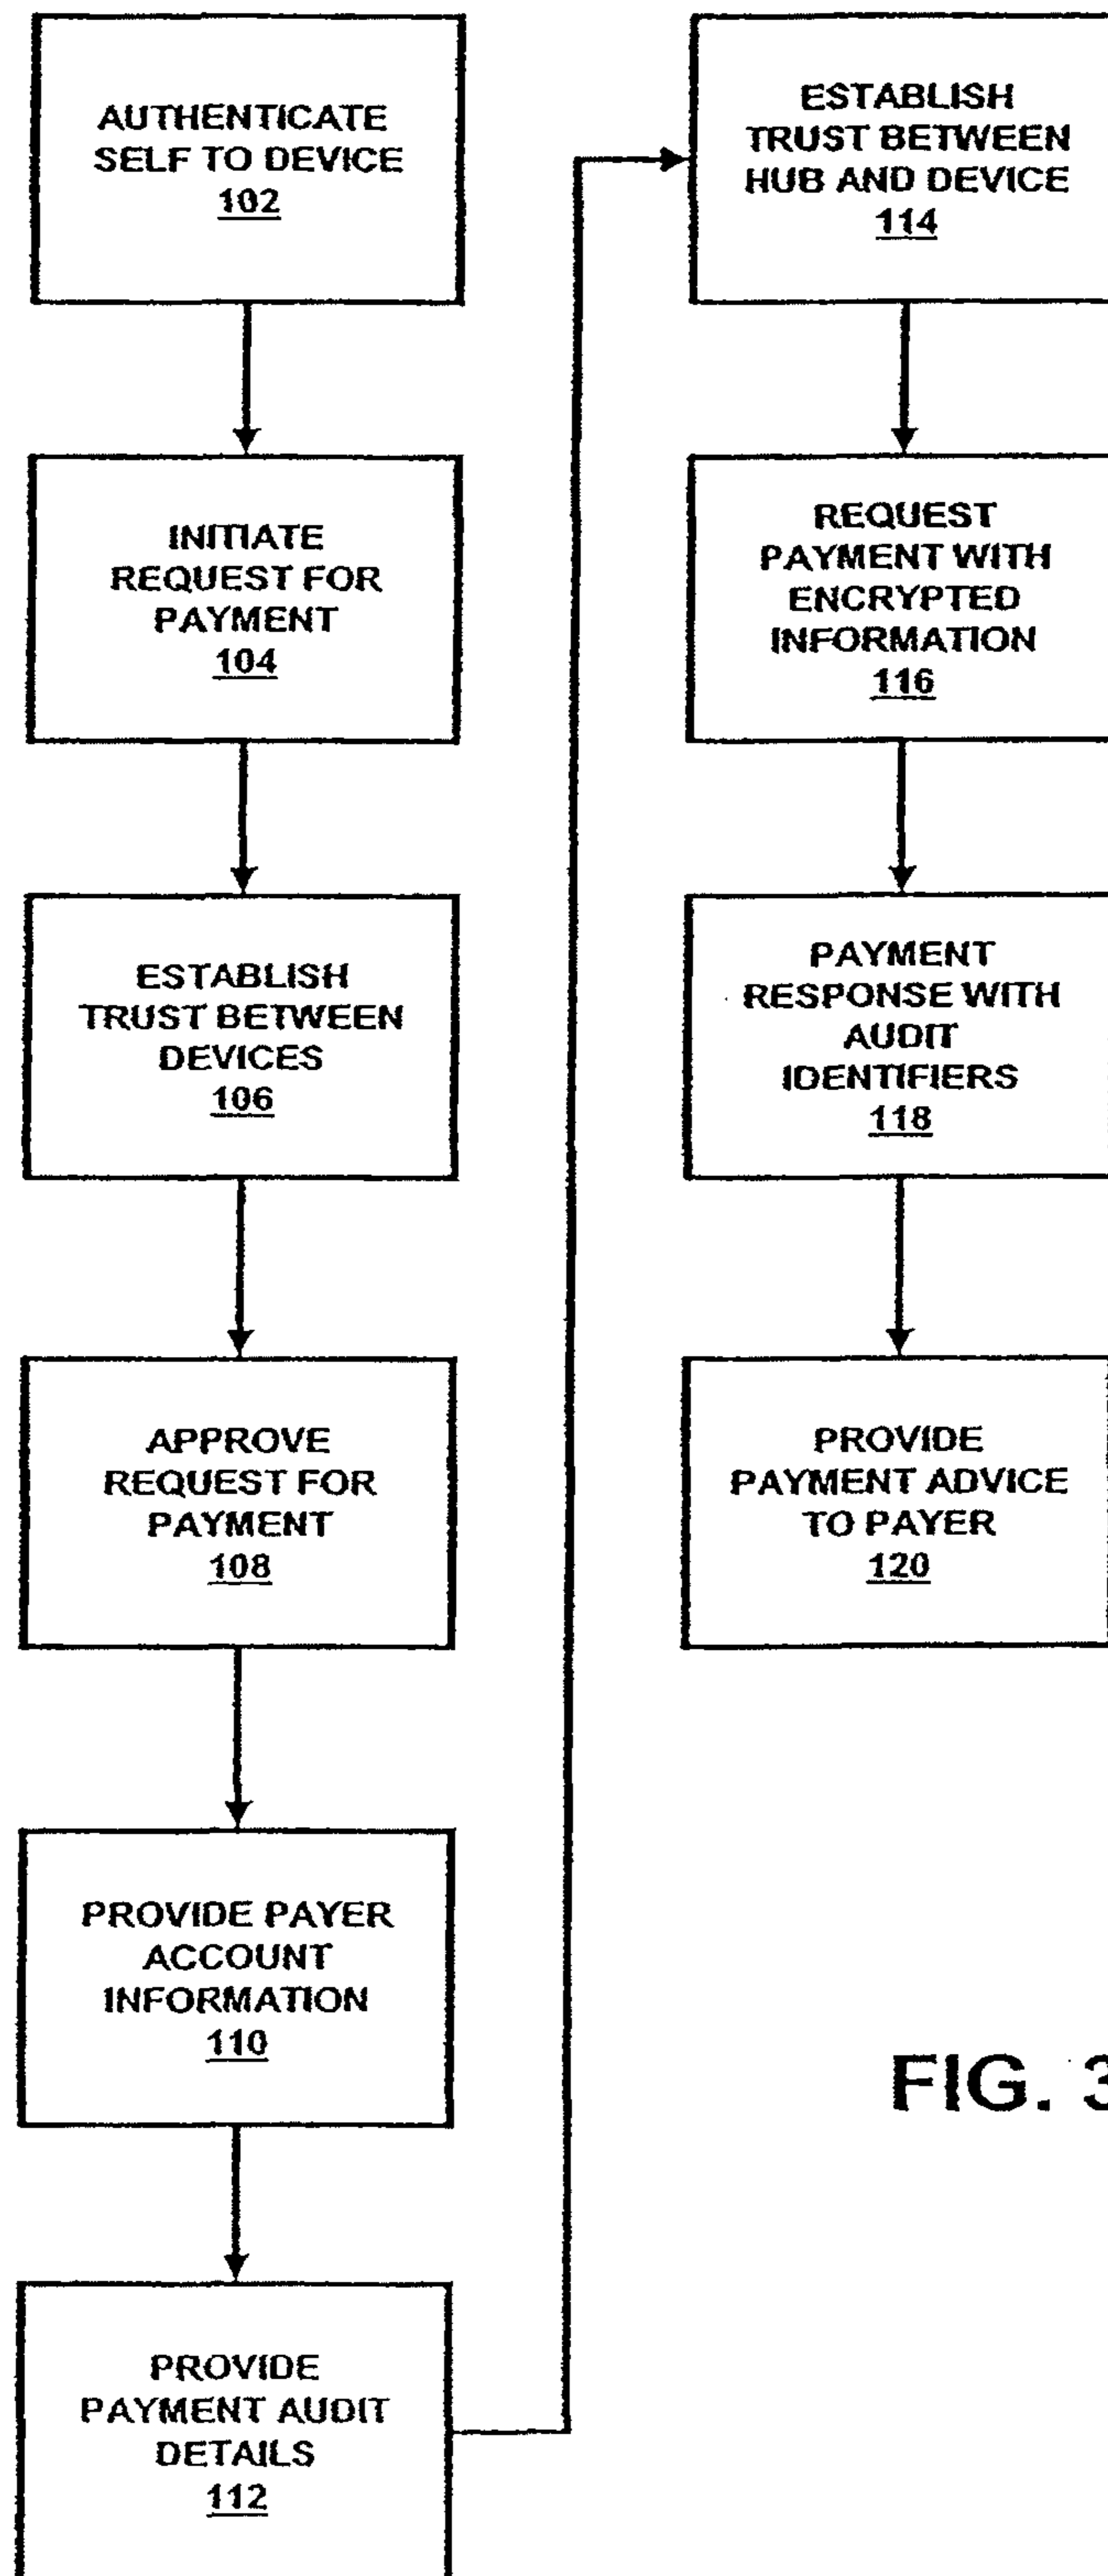 AUTHENTICATE
SELF TO DEVICE
102
INITIATE
REQUEST FOR
PAYMENT
104
ESTABLISH
TRUST BETWEEN
DEVICES
106
APPROVE
REQUEST FOR
PAYMENT
108
PROVIDE PAYER
ACCOUNT
INFORMATION
110
PROVIDE
PAYMENT AUDIT
DETAILS
112
ESTABLISH
TRUST BETWEEN
HUB AND DEVICE
114
REQUEST
PAYMENT WITH
ENCRYPTED
INFORMATION
116
PAYMENT
RESPONSE WITH
AUDIT
IDENTIFIERS
118
PROVIDE
PAYMENT ADVICE
TO PAYER
120
FIG. 3